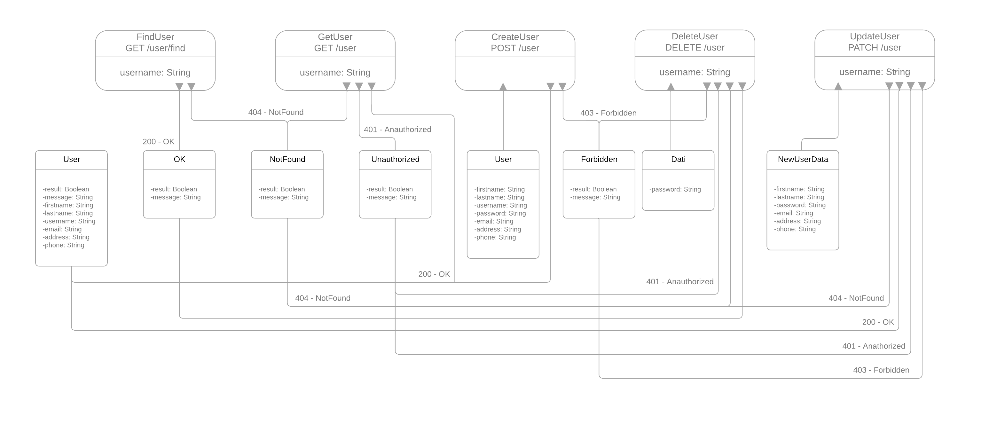 FindUser
GET /user/find
username: String
GetUser
GET /user
username: String
CreateUser
POST /user
DeleteUser
DELETE /user
username: String
UpdateUser
PATCH /user
username: String
404 - NotFound
403 - Forbidden
401 - Anauthorized
200 - OK
User
-result: Boolean
-message: String
-firstname: String
-lastname: String
-username: String
-email: String
-address: String
-phone: String
OK
-result: Boolean
-message: String
NotFound
-result: Boolean
-message: String
Unauthorized
-result: Boolean
-message: String
User
-firstname: String
-lastname: String
-username: String
-password: String
-email: String
-address: String
-phone: String
Forbidden
-result: Boolean
-message: String
Dati
-password: String
NewUserData
-firstname: String
-lastname: String
-password: String
-email: String
-address: String
-phone: String
200 - OK
401 - Anauthorized
404 - NotFound
404 - NotFound
200 - OK
401 - Anathorized
403 - Forbidden